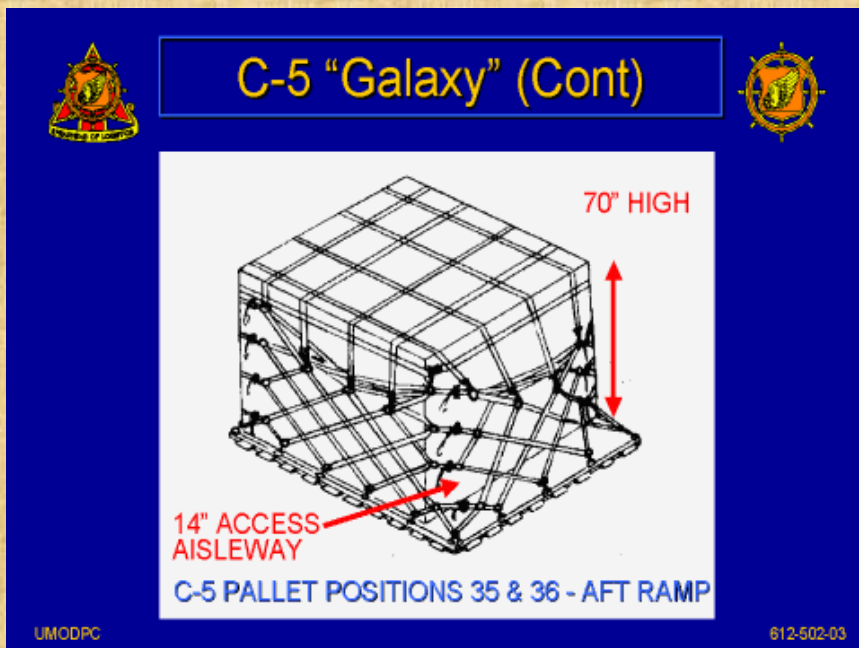 C-5 “Galaxy” (Cont)
70” HIGH
14” ACCESS
AISLEWAY
C-5 PALLET POSITIONS 35 & 36 - AFT RAMP
UMODPC
612-502-03